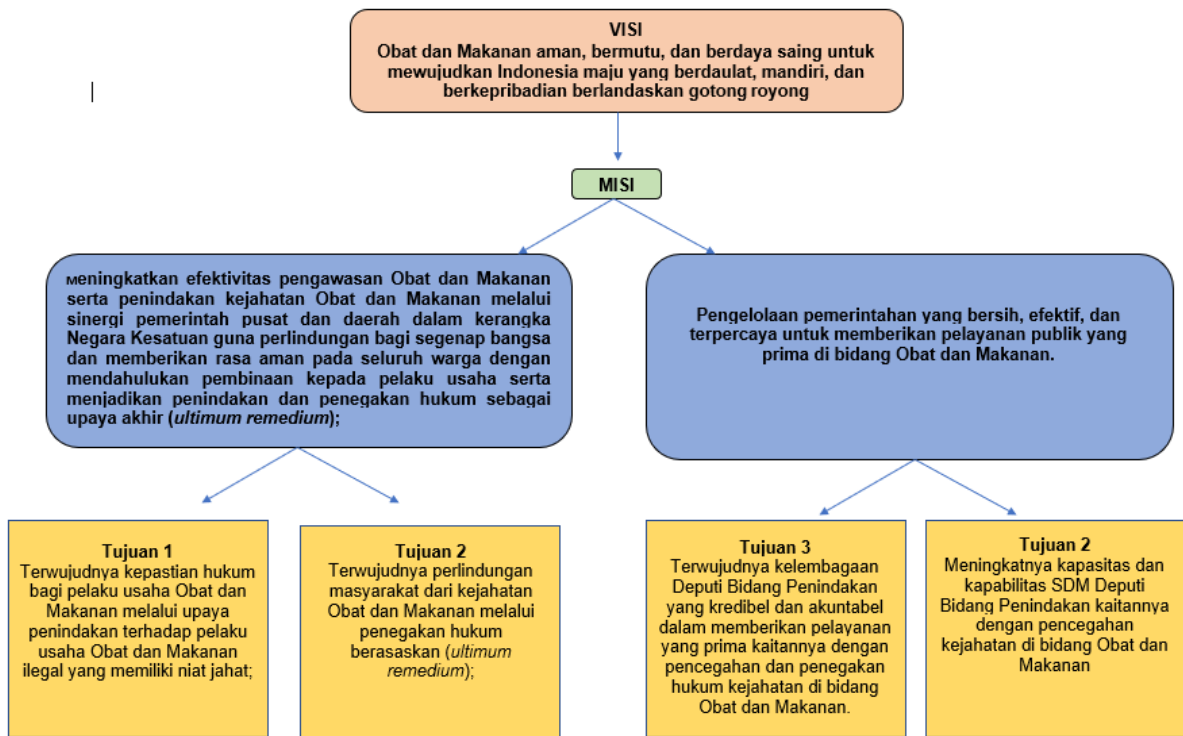 VISI
Obat dan Makanan aman, bermutu, dan berdaya saing untuk
mewujudkan Indonesia maju yang berdaulat, mandiri, dan
berkepribadian berlandaskan gotong royong
MISI
Meningkatkan efektivitas pengawasan Obat dan Makanan
serta penindakan kejahatan Obat dan Makanan melalui
sinergi pemerintah pusat dan daerah dalam kerangka
Negara Kesatuan guna perlindungan bagi segenap bangsa
dan memberikan rasa aman pada seluruh warga dengan
mendahulukan pembinaan kepada pelaku usaha serta
menjadikan penindakan dan penegakan hukum sebagai
upaya akhir (ultimum remedium);
Pengelolaan pemerintahan yang bersih, efektif, dan
terpercaya untuk memberikan pelayanan publik yang
prima di bidang Obat dan Makanan.
Tujuan 1
Terwujudnya kepastian hukum
bagi pelaku usaha Obat dan
Makanan melalui upaya
penindakan terhadap pelaku
usaha Obat dan Makanan
ilegal yang memiliki niat jahat;
Tujuan 2
Terwujudnya perlindungan
masyarakat dari kejahatan
Obat dan Makanan melalui
penegakan hukum
berasaskan (ultimum
remedium);
Tujuan 3
Terwujudnya kelembagaan
Deputi Bidang Penindakan
yang kredibel dan akuntabel
dalam memberikan pelayanan
yang prima kaitannya dengan
pencegahan dan penegakan
hukum kejahatan di bidang
Obat dan Makanan.
Tujuan 2
Meningkatnya kapasitas dan
kapabilitas SDM Deputi
Bidang Penindakan kaitannya
dengan pencegahan
kejahatan di bidang Obat dan
Makanan